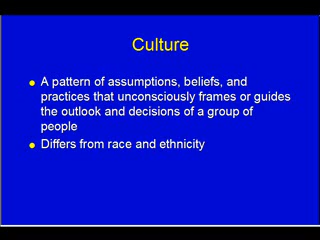 Culture
A pattern of assumptions, beliefs, and
practices that unconsciously frames or guides
the outlook and decisions of a group of
people
Differs from race and ethnicity